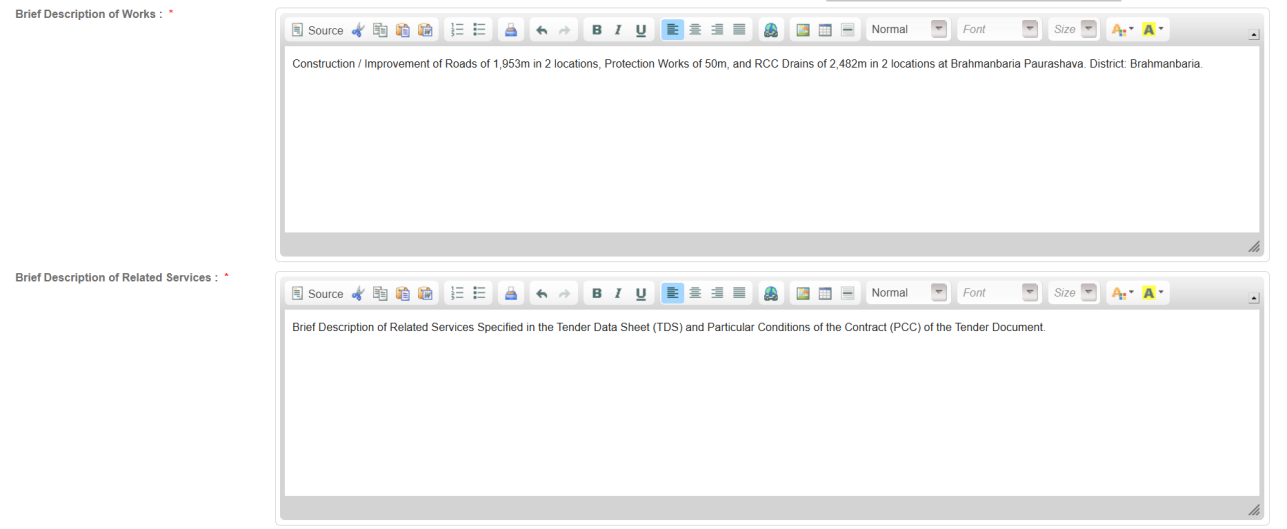 Brief Description of Works : *
Source B I U Normal Font Size A A
Construction / Improvement of Roads of 1,953m in 2 locations, Protection Works of 50m, and RCC Drains of 2,482m in 2 locations at Brahmanbaria Paurashava. District: Brahmanbaria.
Brief Description of Related Services : *
Source B I U Normal Font Size A A
Brief Description of Related Services Specified in the Tender Data Sheet (TDS) and Particular Conditions of the Contract (PCC) of the Tender Document.